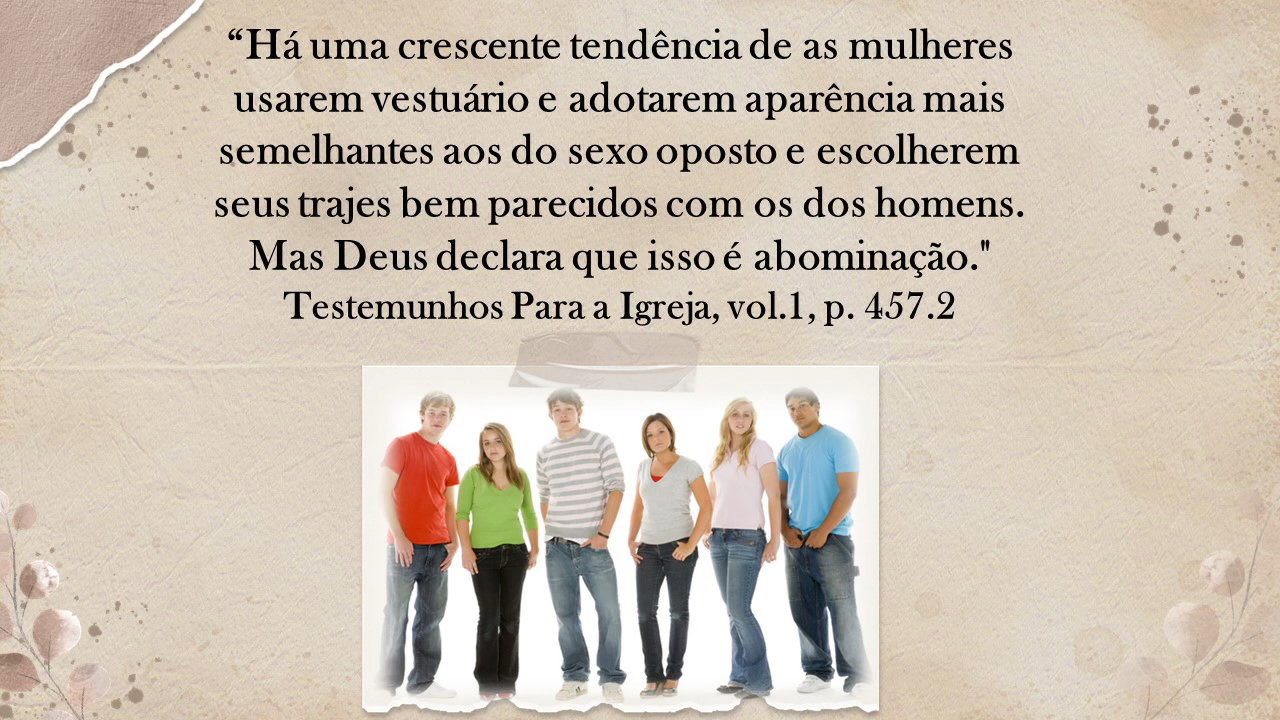 “Há uma crescente tendência de as mulheres
usarem vestuário e adotarem aparência mais
semelhantes aos do sexo oposto e escolherem
seus trajes bem parecidos com os dos homens.
Mas Deus declara que isso é abominação."
Testemunhos Para a Igreja, vol.1, p. 457.2